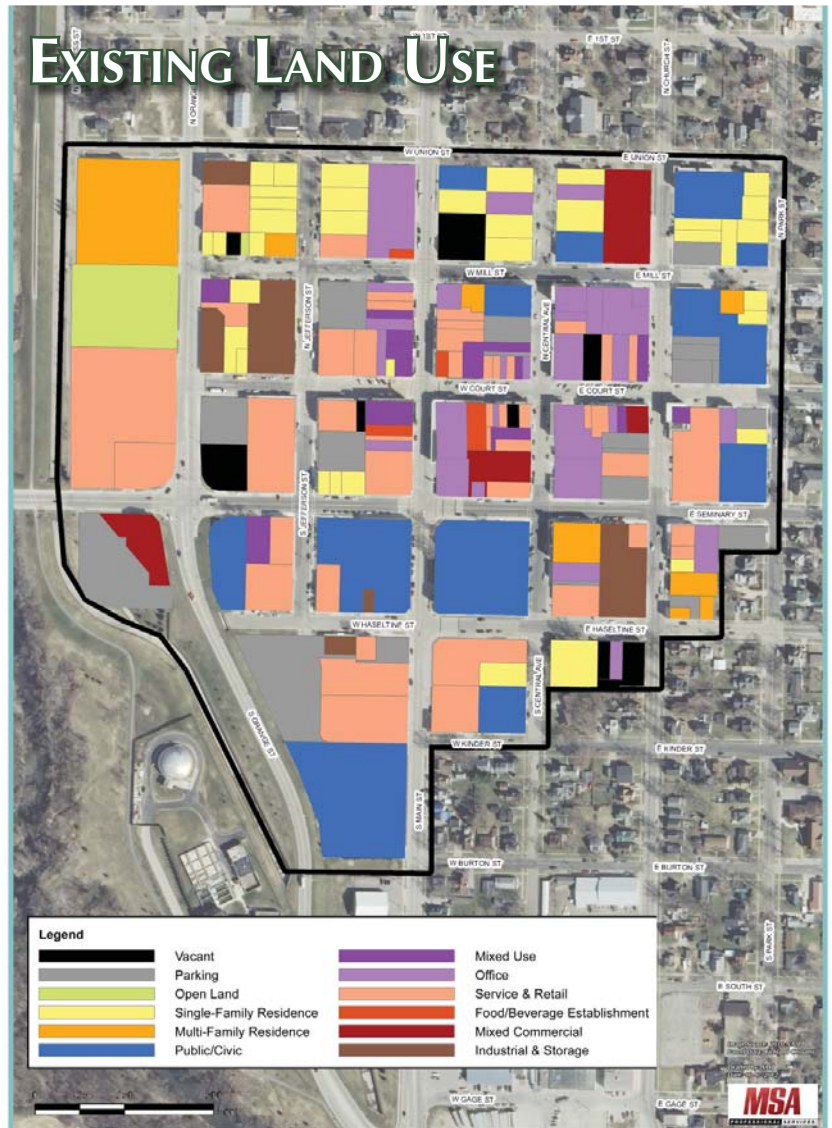 EXISTING LAND USE
W 1ST ST
E 1ST ST
N CHURCH ST
N ORANGE
W UNION ST
E UNION ST
N PARK ST
W MILL ST
E MILL ST
N JEFFERSON ST
N CENTRAL AVE
W COURT ST
E COURT ST
S JEFFERSON ST
E SEMINARY ST
W HASELTINE ST
E HASELTINE ST
S CENTRAL AVE
S ORANGE ST
W KINDER ST
E KINDER ST
S MAIN ST
W BURTON ST
E BURTON ST
S PARK ST
E SOUTH ST
Legend
Vacant
Parking
Open Land
Single-Family Residence
Multi-Family Residence
Public/Civic
Mixed Use
Office
Service & Retail
Food/Beverage Establishment
Mixed Commercial
Industrial & Storage
W GAGE ST
E GAGE ST
MSA
PROFESSIONAL SERVICES